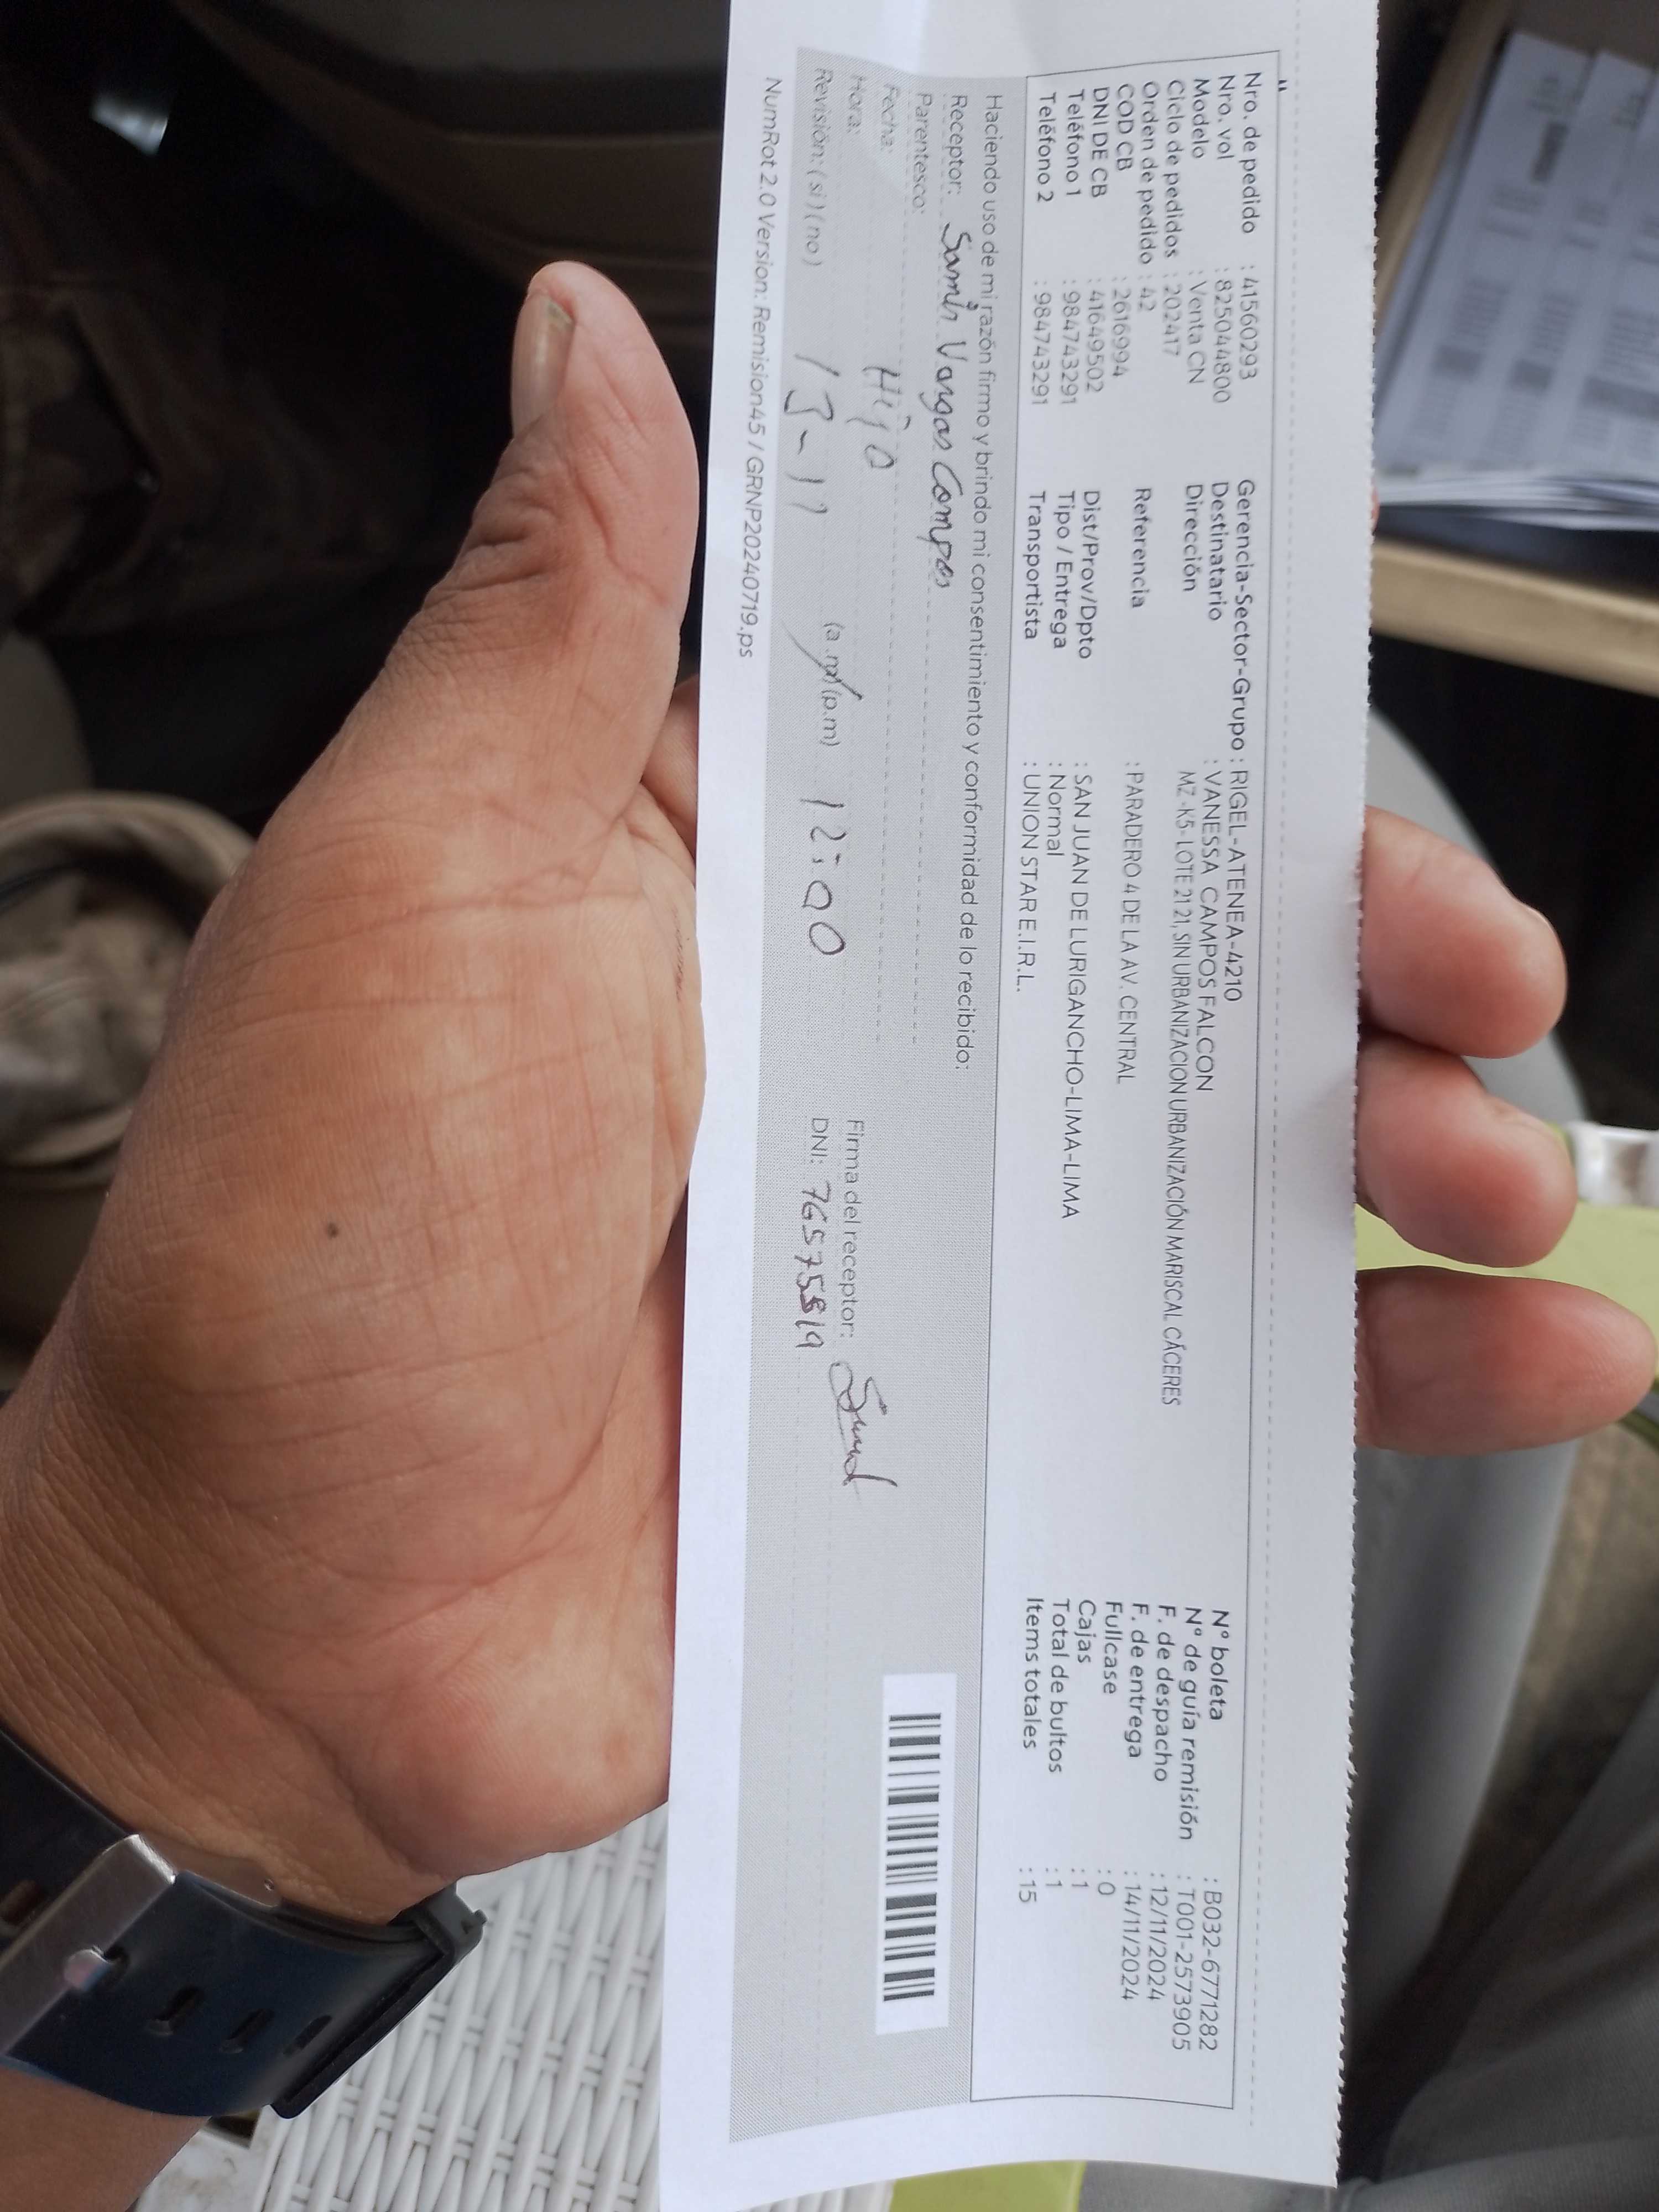 Nro. de pedido : 41560293
Nro. vol : 825044800
Modelo : Venta CN
Ciclo de pedidos : 202417
Orden de pedido : 42
COD CB : 2616994
DNI DE CB : 41649502
Teléfono 1 : 984743291
Teléfono 2 : 984743291
Gerencia-Sector-Grupo : RIGEL-ATENEA-4210
Destinatario : VANESSA CAMPOS FALCON
Dirección MZ-K5-LOTE 21 21, SIN URBANIZACION URBANIZACIÓN MARISCAL CÁCERES
Referencia : PARADERO 4 DE LA AV. CENTRAL
Dist/Prov/Dpto : SAN JUAN DE LURIGANCHO-LIMA-LIMA
Tipo / Entrega : Normal
Transportista : UNION STAR E.I.R.L.
N° boleta : B032-6771282
N° de guía remisión : T001-2573905
F. de despacho : 12/11/2024
F. de entrega : 14/11/2024
Fullcase : 0
Cajas : 1
Total de bultos : 1
Items totales : 15
Haciendo uso de mi razón firmo y brindo mi consentimiento y conformidad de lo recibido:
Receptor: Samir Vargas Campos
Parentesco: Hijo
Fecha: 13-11
Hora: (a.m) (p.m) 12:00
Revisión: (si) (no)
Firma del receptor:
DNI: 76575819
NumRot 2.0 Version: Remision45 / GRNP20240719.ps